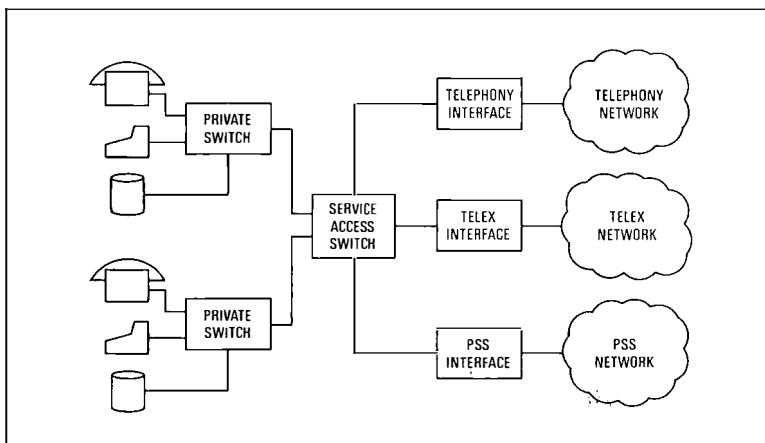 PRIVATE
SWITCH
PRIVATE
SWITCH
SERVICE
ACCESS
SWITCH
TELEPHONY
INTERFACE
TELEPHONY
NETWORK
TELEX
INTERFACE
TELEX
NETWORK
PSS
INTERFACE
PSS
NETWORK